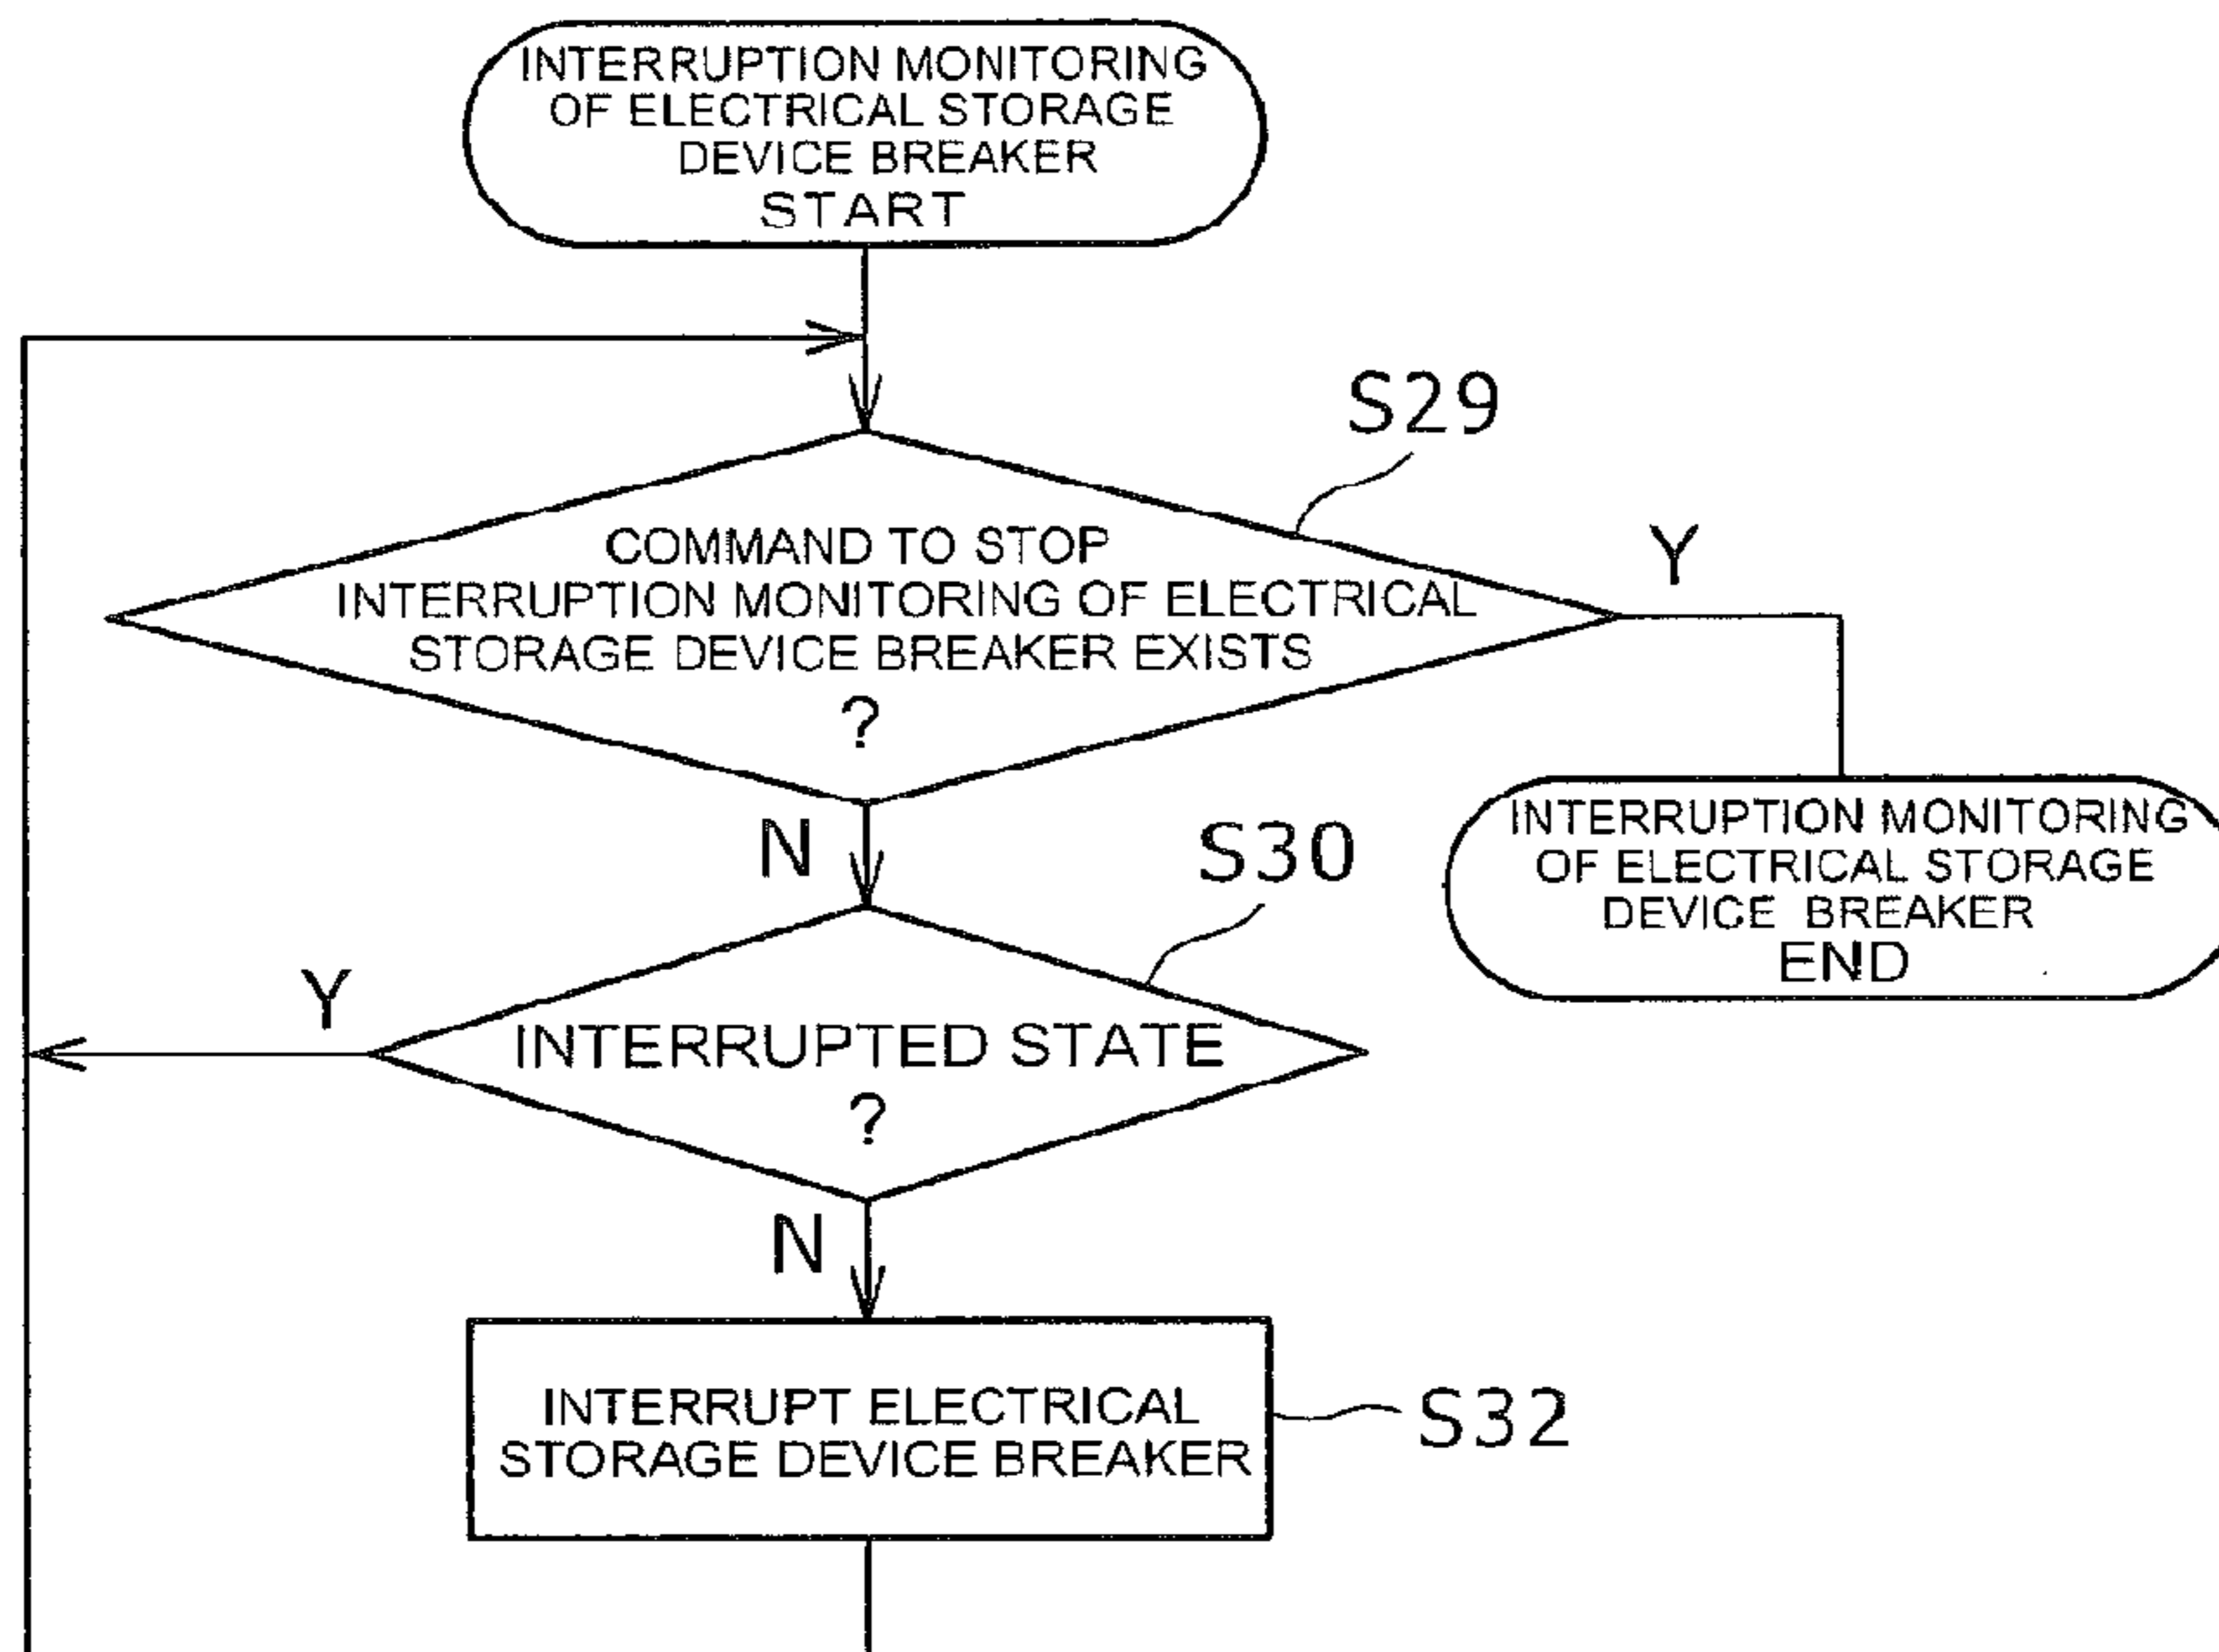 INTERRUPTION MONITORING
OF ELECTRICAL STORAGE
DEVICE BREAKER
START
S29
COMMAND TO STOP
INTERRUPTION MONITORING OF ELECTRICAL
STORAGE DEVICE BREAKER EXISTS
?
Y
N
INTERRUPTION MONITORING
OF ELECTRICAL STORAGE
DEVICE BREAKER
END
S30
INTERRUPTED STATE
?
Y
N
INTERRUPT ELECTRICAL
STORAGE DEVICE BREAKER
S32